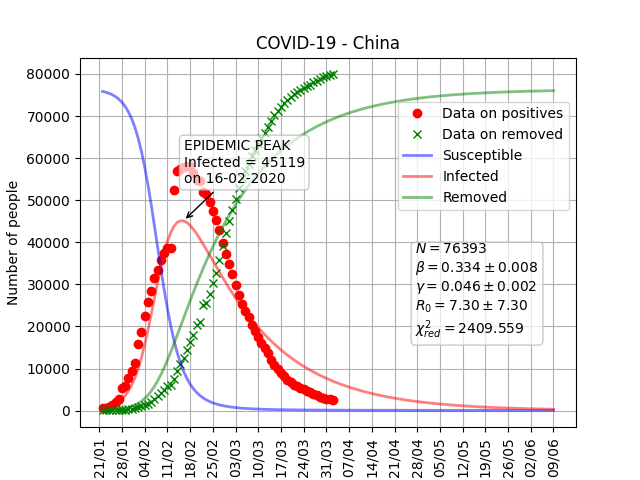 COVID-19 - China
Number of people
80000
70000
60000
50000
40000
30000
20000
10000
0
EPIDEMIC PEAK
Infected = 45119
on 16-02-2020
Data on positives
Data on removed
Susceptible
Infected
Removed
N = 76393
β = 0.334 ± 0.008
γ = 0.046 ± 0.002
R₀ = 7.30 ± 7.30
χ²_red = 2409.559
21/01
28/01
04/02
11/02
18/02
25/02
03/03
10/03
17/03
24/03
31/03
07/04
14/04
21/04
28/04
05/05
12/05
19/05
26/05
02/06
09/06